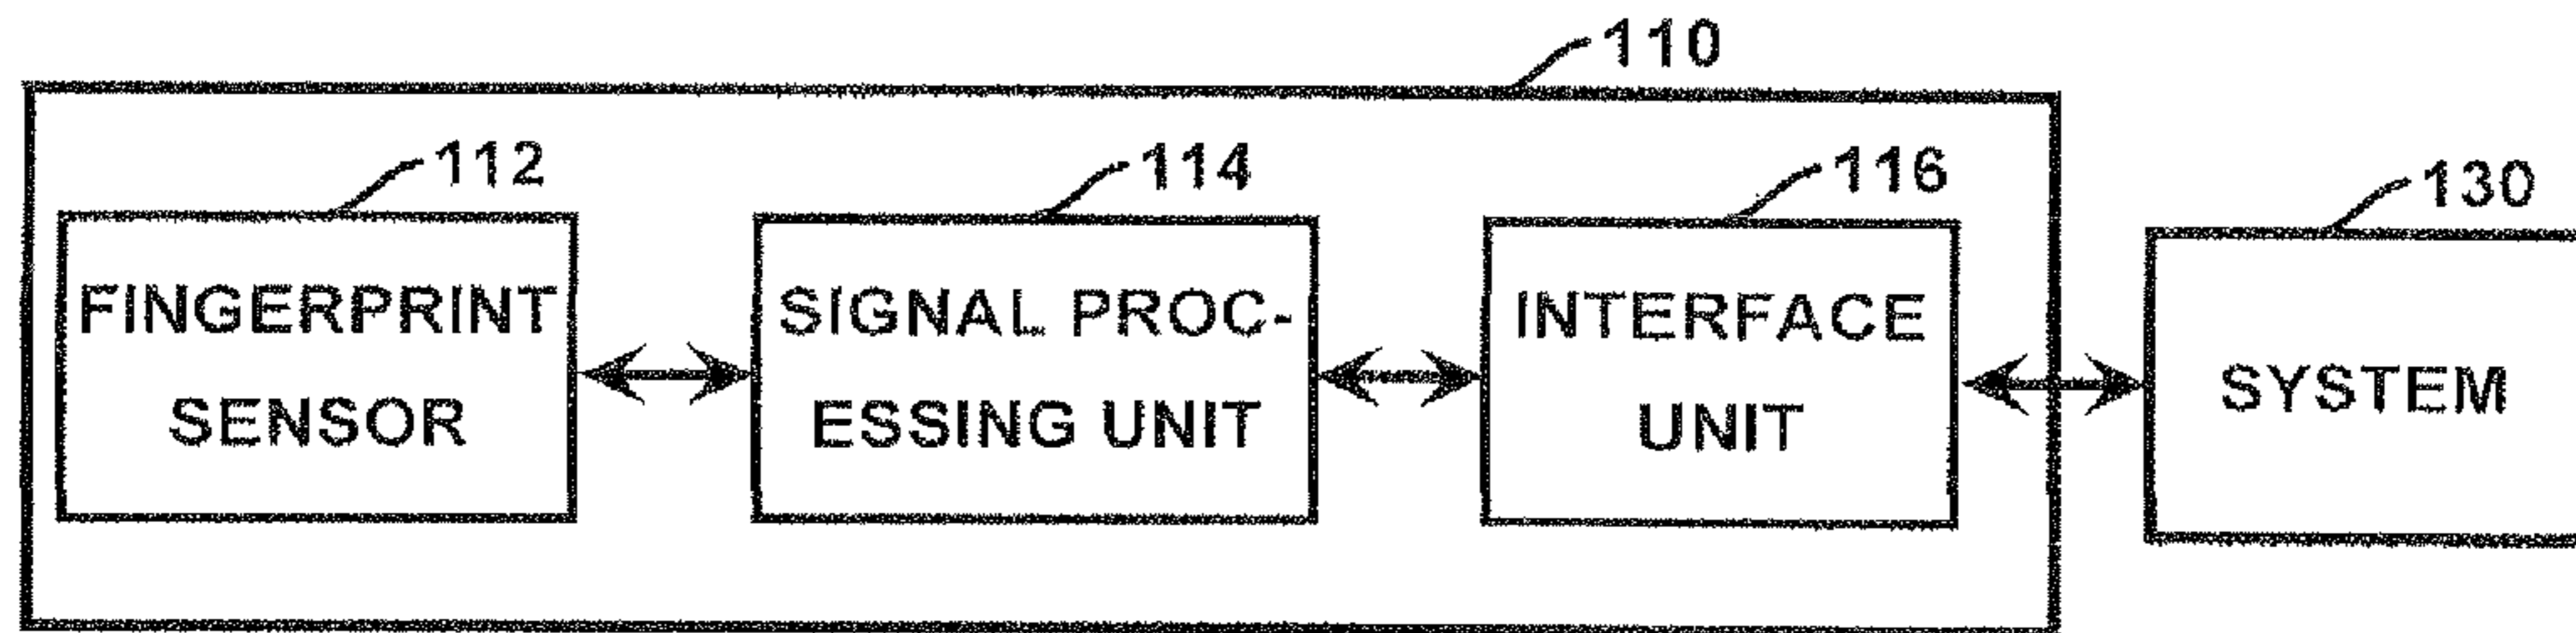 110
112
114
116
130
FINGERPRINT
SENSOR
SIGNAL PROC-
ESSING UNIT
INTERFACE
UNIT
SYSTEM